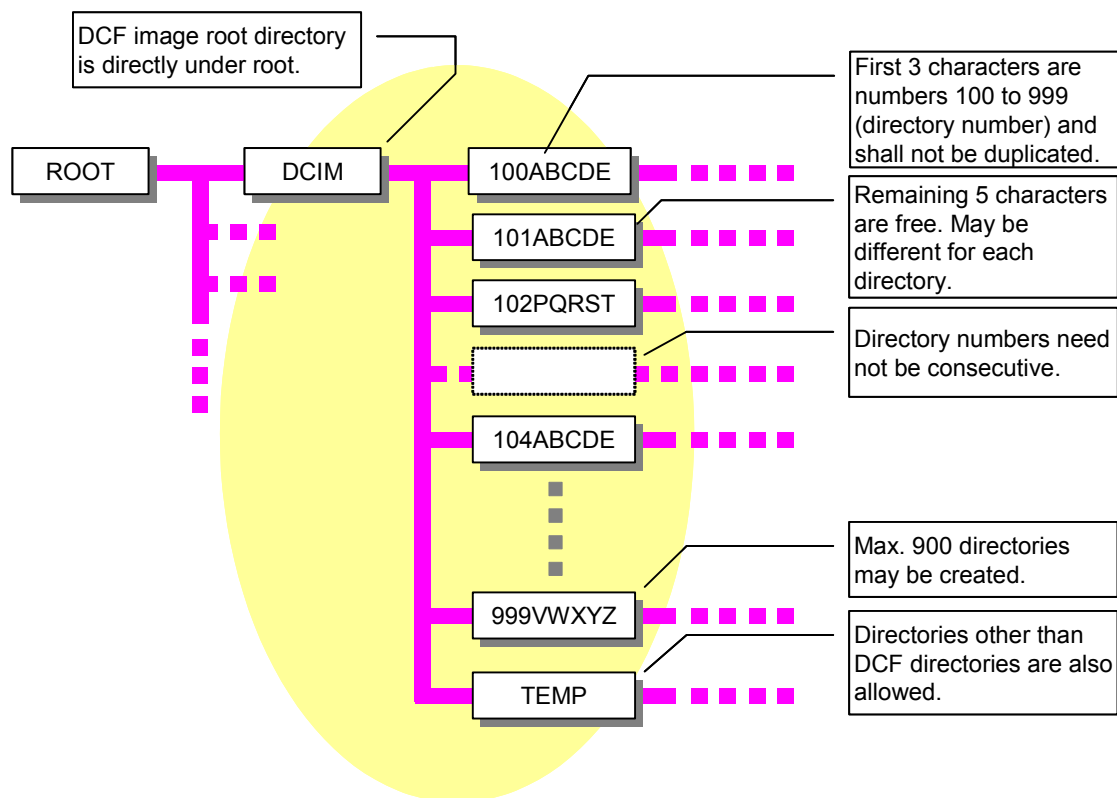 DCF image root directory
is directly under root.
First 3 characters are
numbers 100 to 999
(directory number) and
shall not be duplicated.
ROOT
DCIM
100ABCDE
Remaining 5 characters
are free. May be
different for each
directory.
101ABCDE
102PQRST
Directory numbers need
not be consecutive.
104ABCDE
Max. 900 directories
may be created.
999VWXYZ
Directories other than
DCF directories are also
allowed.
TEMP